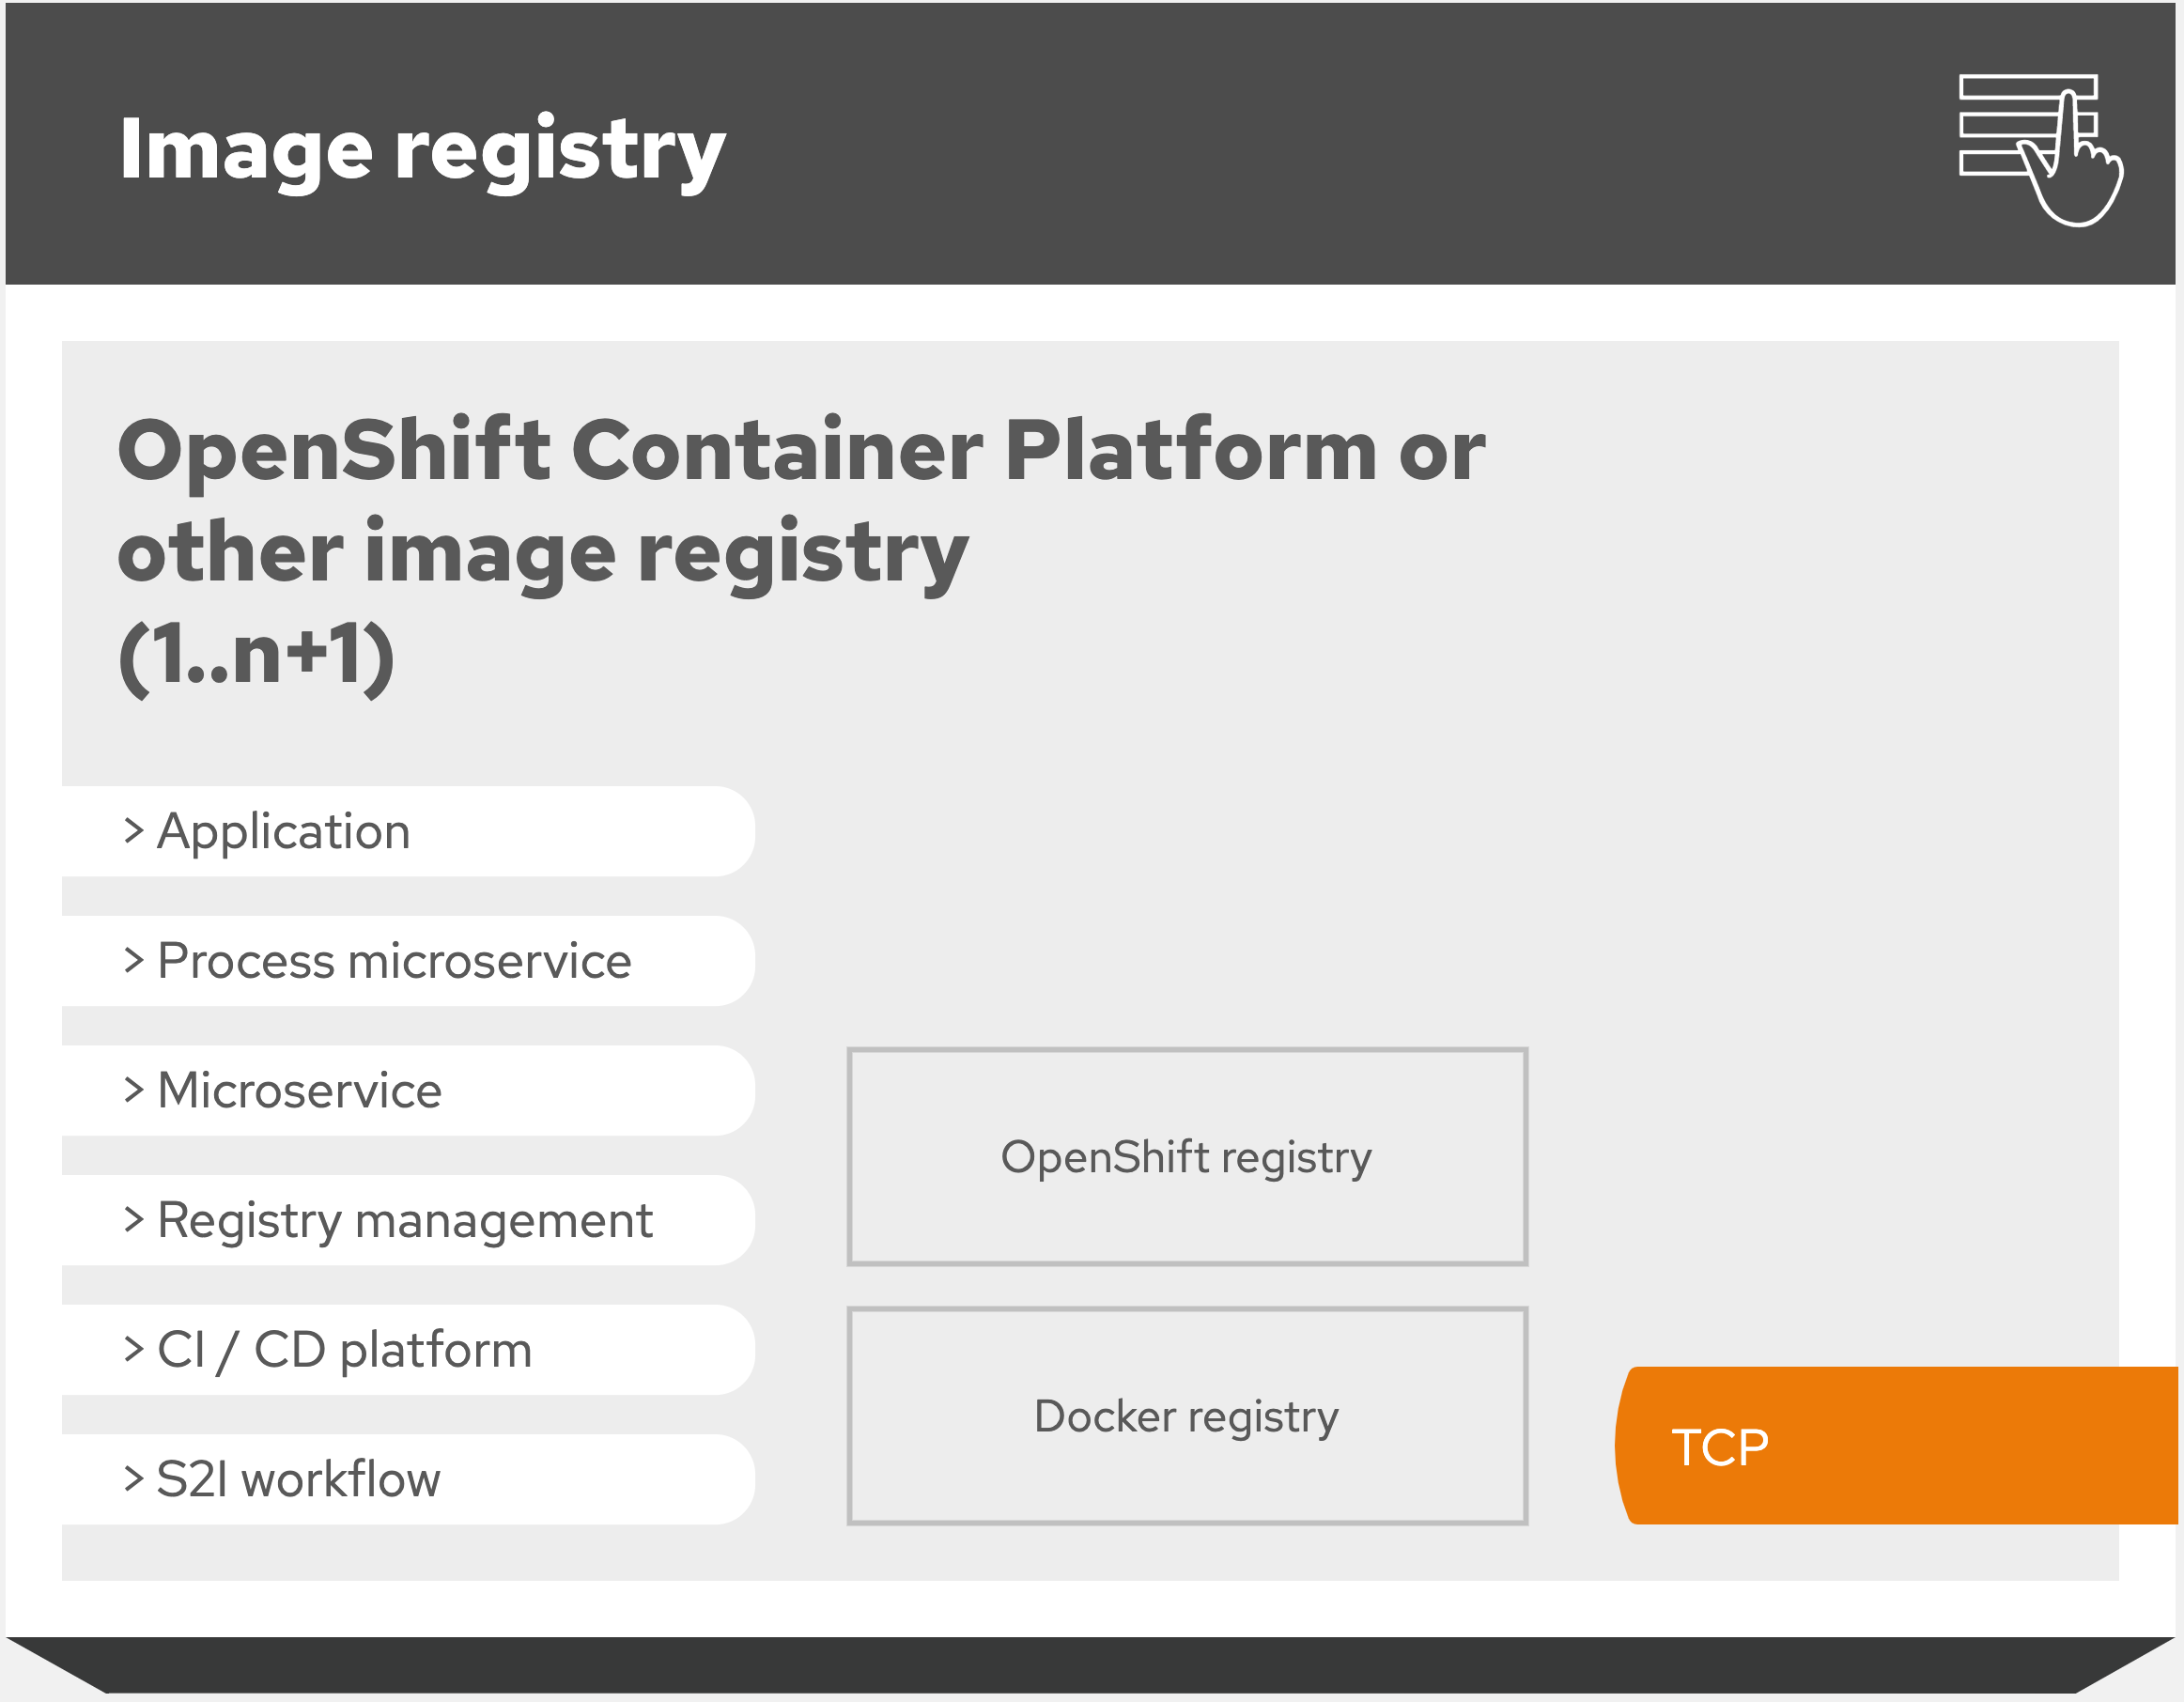 Image registry
OpenShift Container Platform or
other image registry
(1..n+1)
> Application
> Process microservice
> Microservice
> Registry management
> CI / CD platform
> S2I workflow
OpenShift registry
Docker registry
TCP